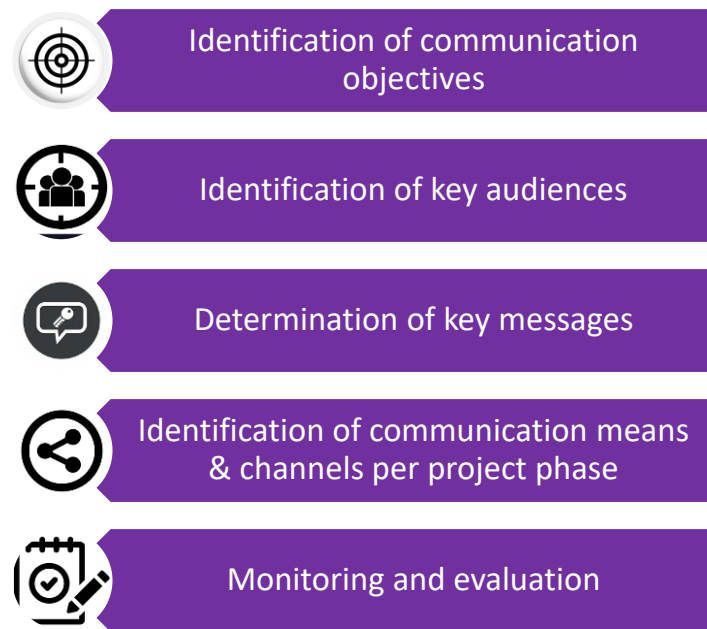 Identification of communication
objectives
Identification of key audiences
Determination of key messages
Identification of communication means
& channels per project phase
Monitoring and evaluation